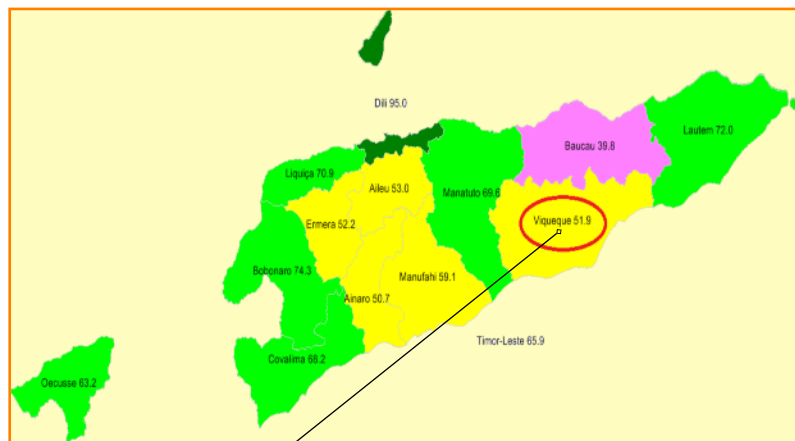 Dili 95.0
Lautem 72.0
Baucau 39.8
Liquiça 70.9
Aileu 53.0
Manatuto 69.6
Ermera 52.2
Viqueque 51.9
Bobonaro 74.3
Manufahi 59.1
Ainaro 50.7
Timor-Leste 65.9
Covalima 68.2
Oecusse 63.2